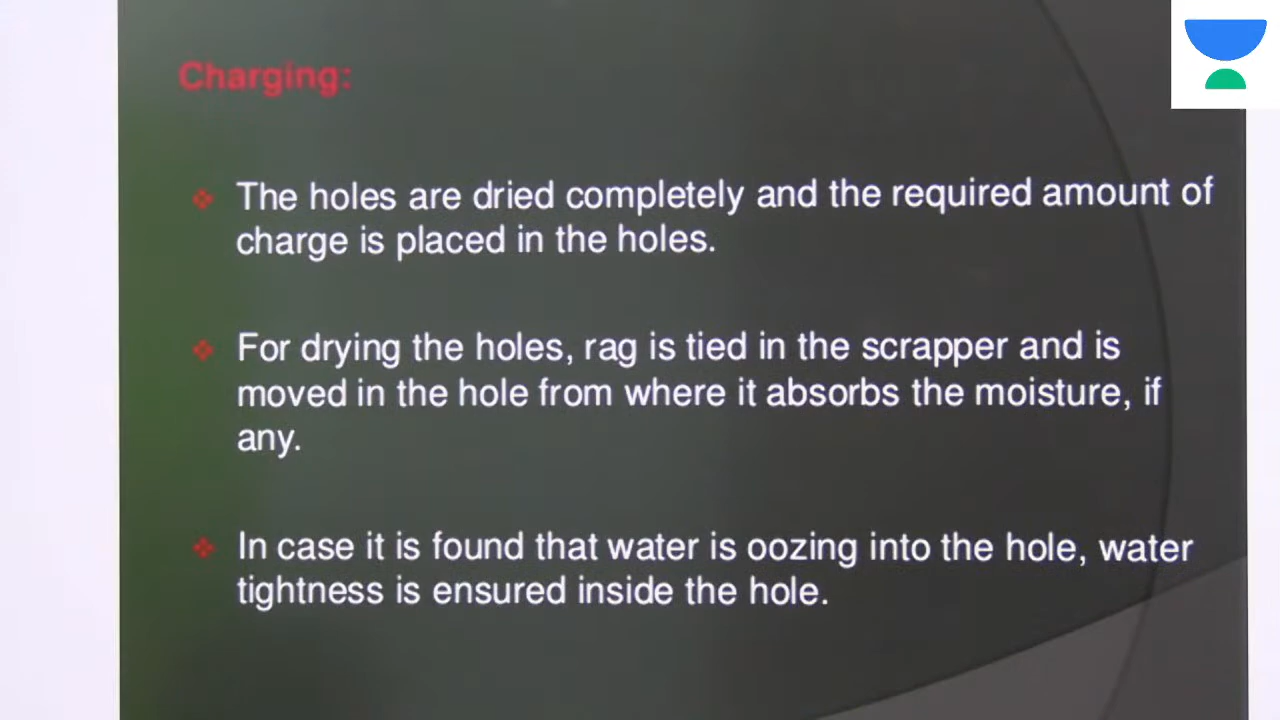 Charging:
The holes are dried completely and the required amount of
charge is placed in the holes.
For drying the holes, rag is tied in the scrapper and is
moved in the hole from where it absorbs the moisture, if
any.
In case it is found that water is oozing into the hole, water
tightness is ensured inside the hole.